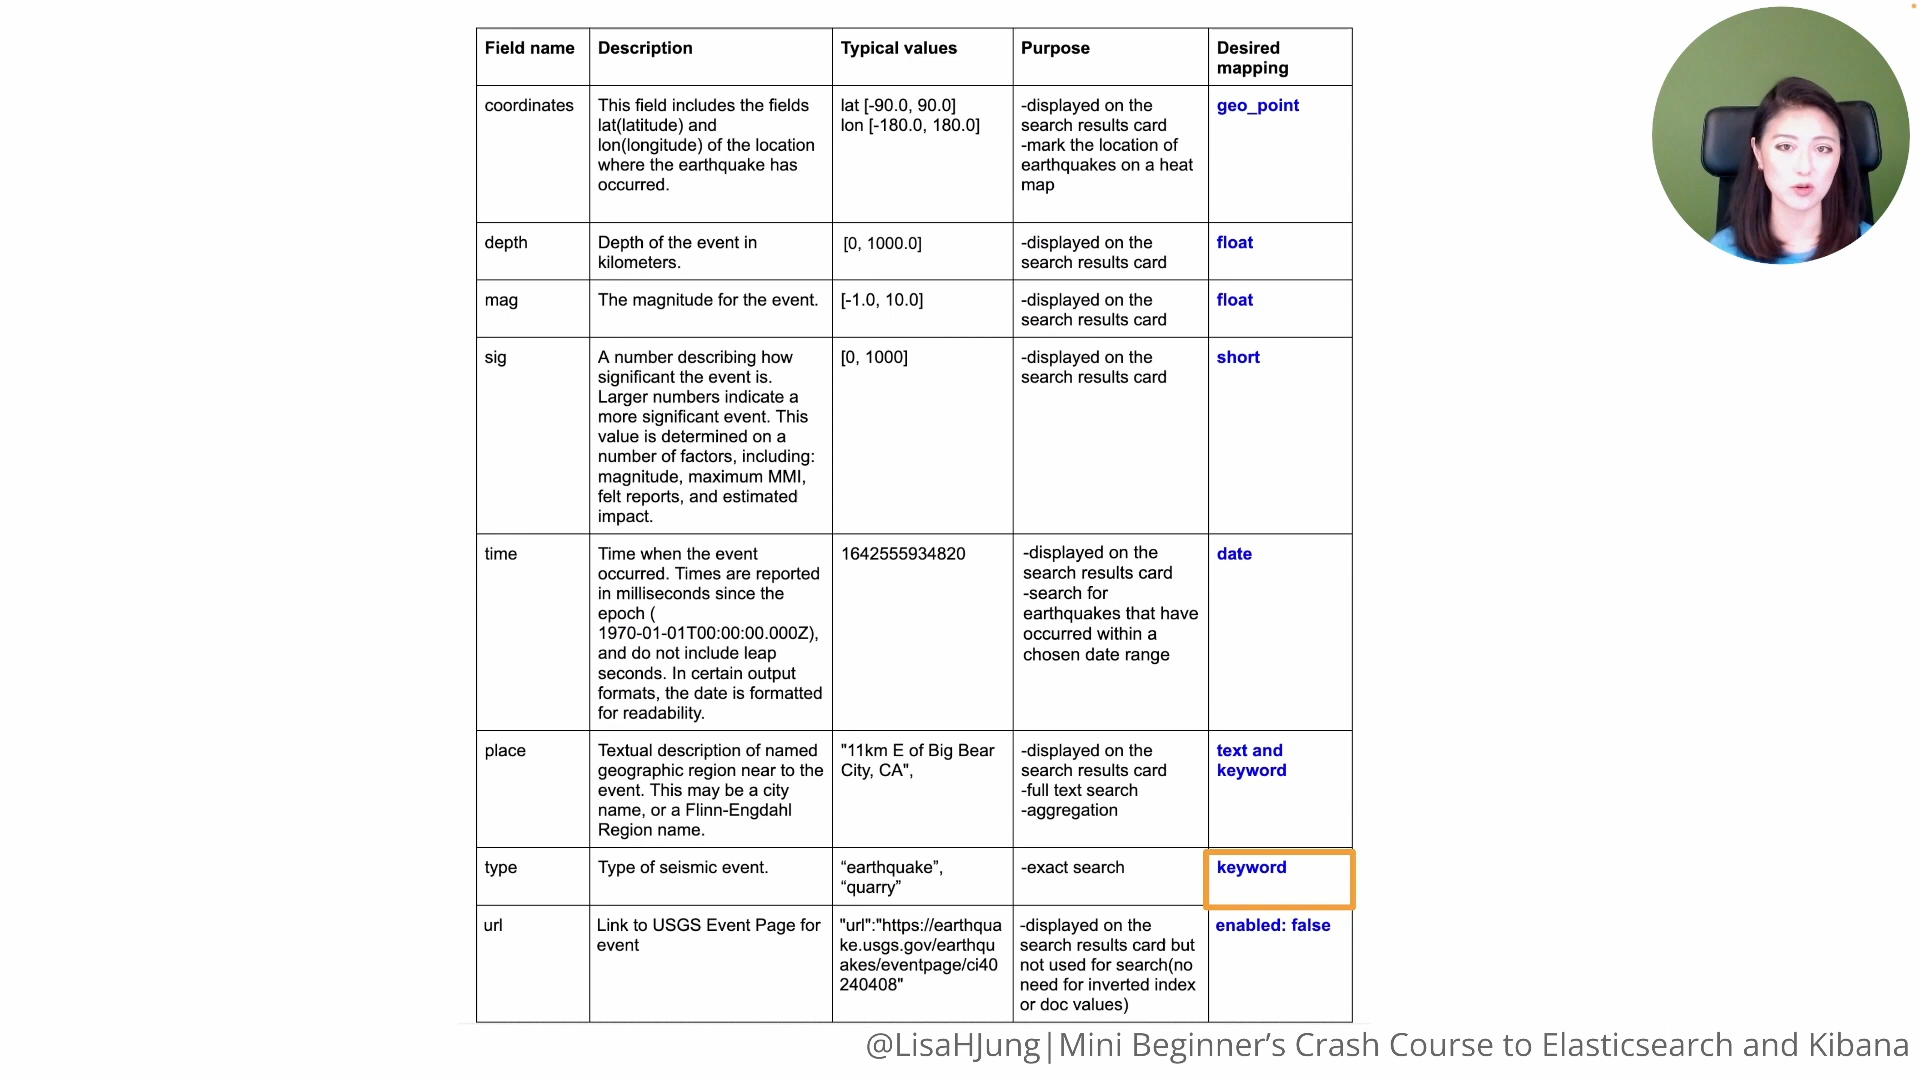 Field name
Description
Typical values
Purpose
Desired
mapping
coordinates
This field includes the fields
lat(latitude) and
lon(longitude) of the location
where the earthquake has
occurred.
lat [-90.0, 90.0]
lon [-180.0, 180.0]
-displayed on the
search results card
-mark the location of
earthquakes on a heat
map
geo_point
depth
Depth of the event in
kilometers.
[0, 1000.0]
-displayed on the
search results card
float
mag
The magnitude for the event.
[-1.0, 10.0]
-displayed on the
search results card
float
sig
A number describing how
significant the event is.
Larger numbers indicate a
more significant event. This
value is determined on a
number of factors, including:
magnitude, maximum MMI,
felt reports, and estimated
impact.
[0, 1000]
-displayed on the
search results card
short
time
Time when the event
occurred. Times are reported
in milliseconds since the
epoch (
1970-01-01T00:00:00.000Z),
and do not include leap
seconds. In certain output
formats, the date is formatted
for readability.
1642555934820
-displayed on the
search results card
-search for
earthquakes that have
occurred within a
chosen date range
date
place
Textual description of named
geographic region near to the
event. This may be a city
name, or a Flinn-Engdahl
Region name.
"11km E of Big Bear
City, CA",
-displayed on the
search results card
-full text search
-aggregation
text and
keyword
type
Type of seismic event.
“earthquake”,
“quarry”
-exact search
keyword
url
Link to USGS Event Page for
event
"url":"https://earthqua
ke.usgs.gov/earthqu
akes/eventpage/ci40
240408"
-displayed on the
search results card but
not used for search(no
need for inverted index
or doc values)
enabled: false
@LisaHJung|Mini Beginner’s Crash Course to Elasticsearch and Kibana